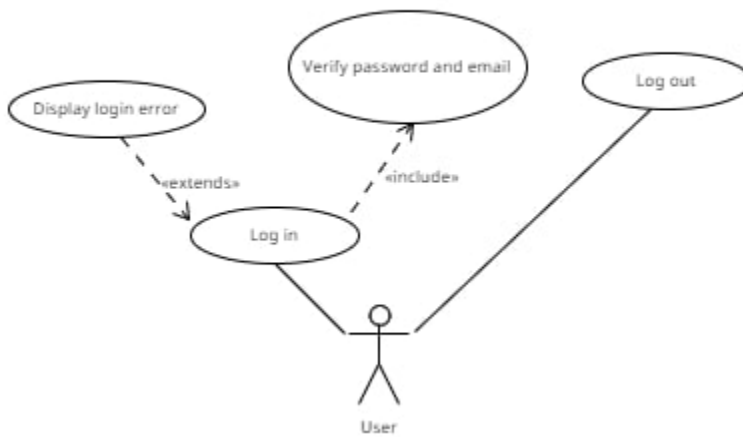 Verify password and email
Log out
Display login error
«extends»
«include»
Log in
User